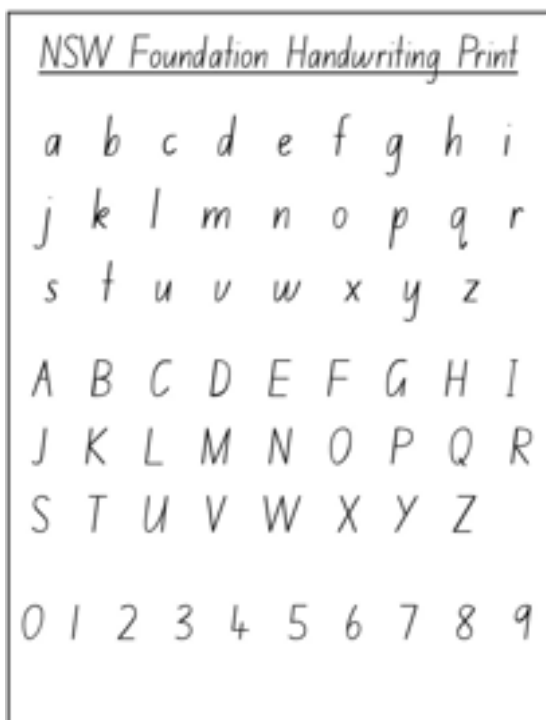 NSW Foundation Handwriting Print
a b c d e f g h i
j k l m n o p q r
s t u v w x y z
A B C D E F G H I
J K L M N O P Q R
S T U V W X Y Z
0 1 2 3 4 5 6 7 8 9